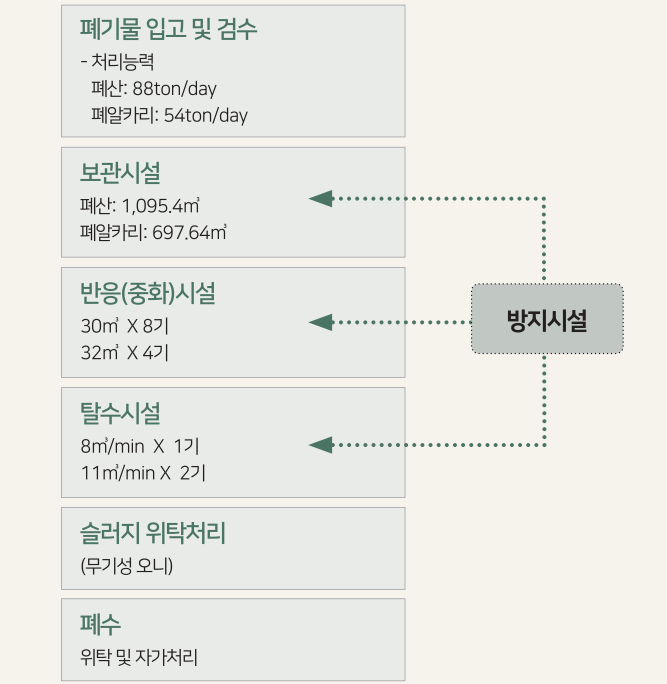 폐기물 입고 및 검수
- 처리능력
폐산: 88ton/day
폐알카리: 54ton/day
보관시설
폐산: 1,095.4㎥
폐알카리: 697.64㎥
반응(중화)시설
30㎥ X 8기
32㎥ X 4기
방지시설
탈수시설
8㎥/min X 1기
11㎥/min X 2기
슬러지 위탁처리
(무기성 오니)
폐수
위탁 및 자가처리